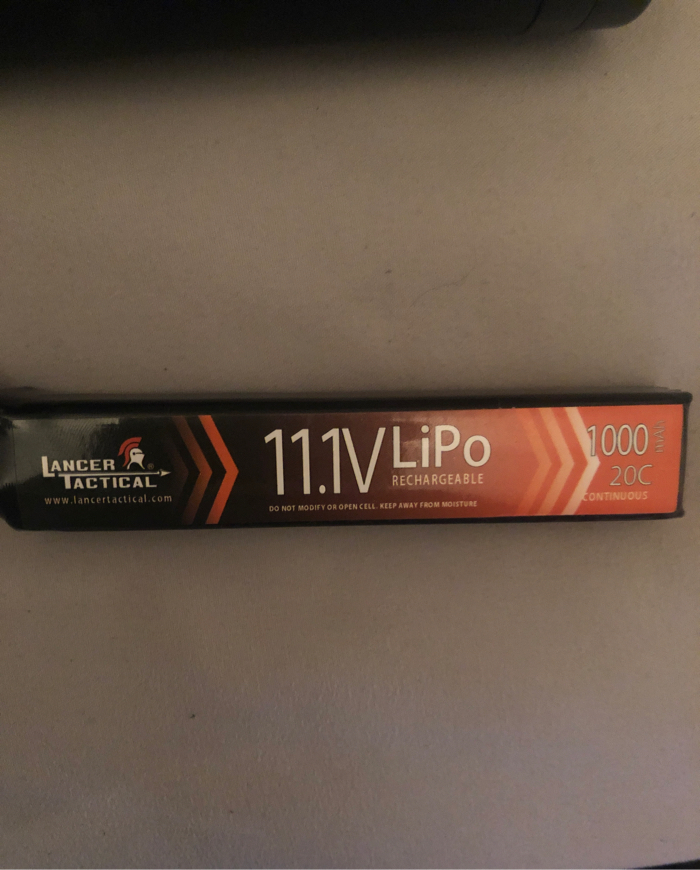 LANCER
TACTICAL®
www.lancertactical.com
11.1V LiPo
RECHARGEABLE
DO NOT MODIFY OR OPEN CELL. KEEP AWAY FROM MOISTURE
1000 mAh
20C
CONTINUOUS